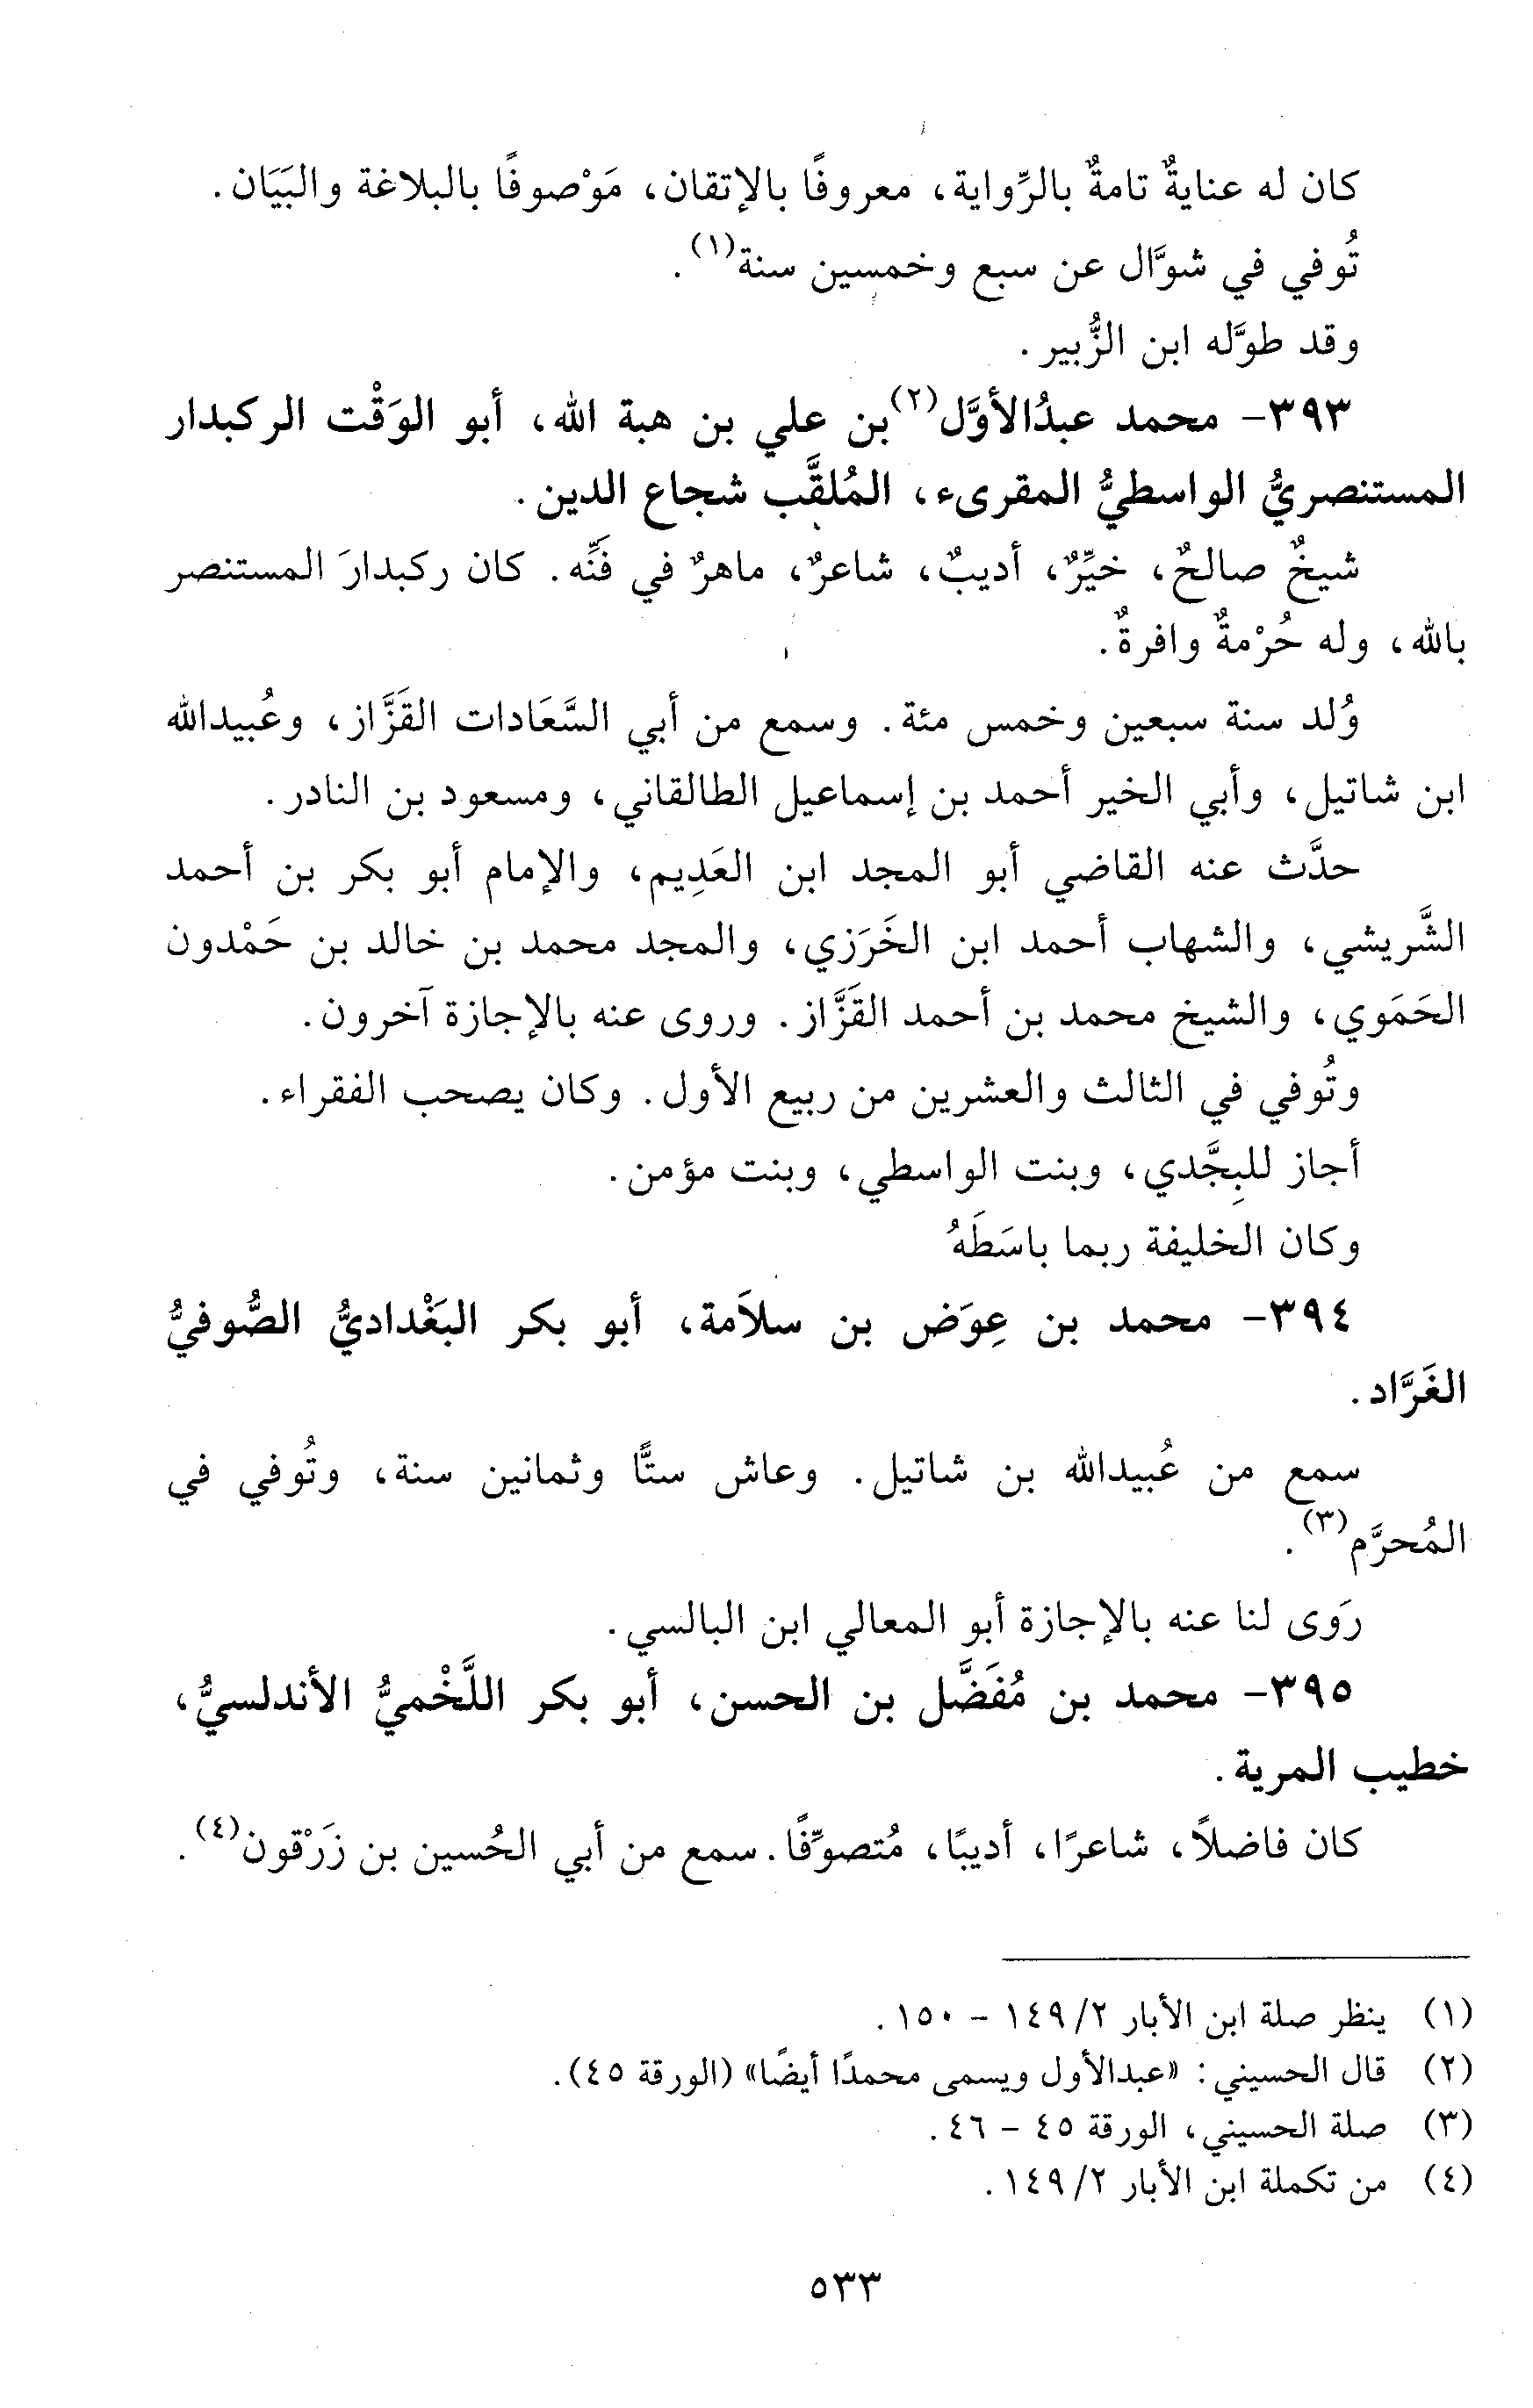 كان له عنايةٌ تامةٌ بالرِّواية، معروفًا بالإتقان، مَوْصوفًا بالبلاغة والبَيَان.
تُوفي في شوَّال عن سبع وخمسين سنة(١).
وقد طوَّله ابن الزُّبير.
٣٩٣- محمد عبدُالأوَّل(٢) بن علي بن هبة الله، أبو الوَقْت الركبدار
المستنصريُّ الواسطيُّ المقرىء، المُلقَّب شجاع الدين.
شيخٌ صالحٌ، خيِّرٌ، أديبٌ، شاعرٌ، ماهرٌ في فَنِّه. كان ركبدارَ المستنصر
بالله، وله حُرْمةٌ وافرةٌ.
وُلد سنة سبعين وخمس مئة. وسمع من أبي السَّعَادات القَزَّاز، وعُبيدالله
ابن شاتيل، وأبي الخير أحمد بن إسماعيل الطالقاني، ومسعود بن النادر.
حدَّث عنه القاضي أبو المجد ابن العَدِيم، والإمام أبو بكر بن أحمد
الشَّريشي، والشهاب أحمد ابن الخَرَزي، والمجد محمد بن خالد بن حَمْدون
الحَمَوي، والشيخ محمد بن أحمد القَزَّاز. وروى عنه بالإجازة آخرون.
وتُوفي في الثالث والعشرين من ربيع الأول. وكان يصحب الفقراء.
أجاز للبِجَّدي، وبنت الواسطي، وبنت مؤمن.
وكان الخليفة ربما باسَطَهُ
٣٩٤- محمد بن عِوَض بن سلاَمة، أبو بكر البَغْداديُّ الصُّوفيُّ
الغَرَّاد.
سمع من عُبيدالله بن شاتيل. وعاش ستًّا وثمانين سنة، وتُوفي في
المُحرَّم(٣).
رَوى لنا عنه بالإجازة أبو المعالي ابن البالسي.
٣٩٥- محمد بن مُفَضَّل بن الحسن، أبو بكر اللَّخْميُّ الأندلسيُّ،
خطيب المرية.
كان فاضلاً، شاعرًا، أديبًا، مُتصوِّفًا. سمع من أبي الحُسين بن زَرْقون(٤).
(١) ينظر صلة ابن الأبار ٢/ ١٤٩ - ١٥٠.
(٢) قال الحسيني: «عبدالأول ويسمى محمدًا أيضًا» (الورقة ٤٥).
(٣) صلة الحسيني، الورقة ٤٥ - ٤٦.
(٤) من تكملة ابن الأبار ٢/ ١٤٩.
٥٣٣